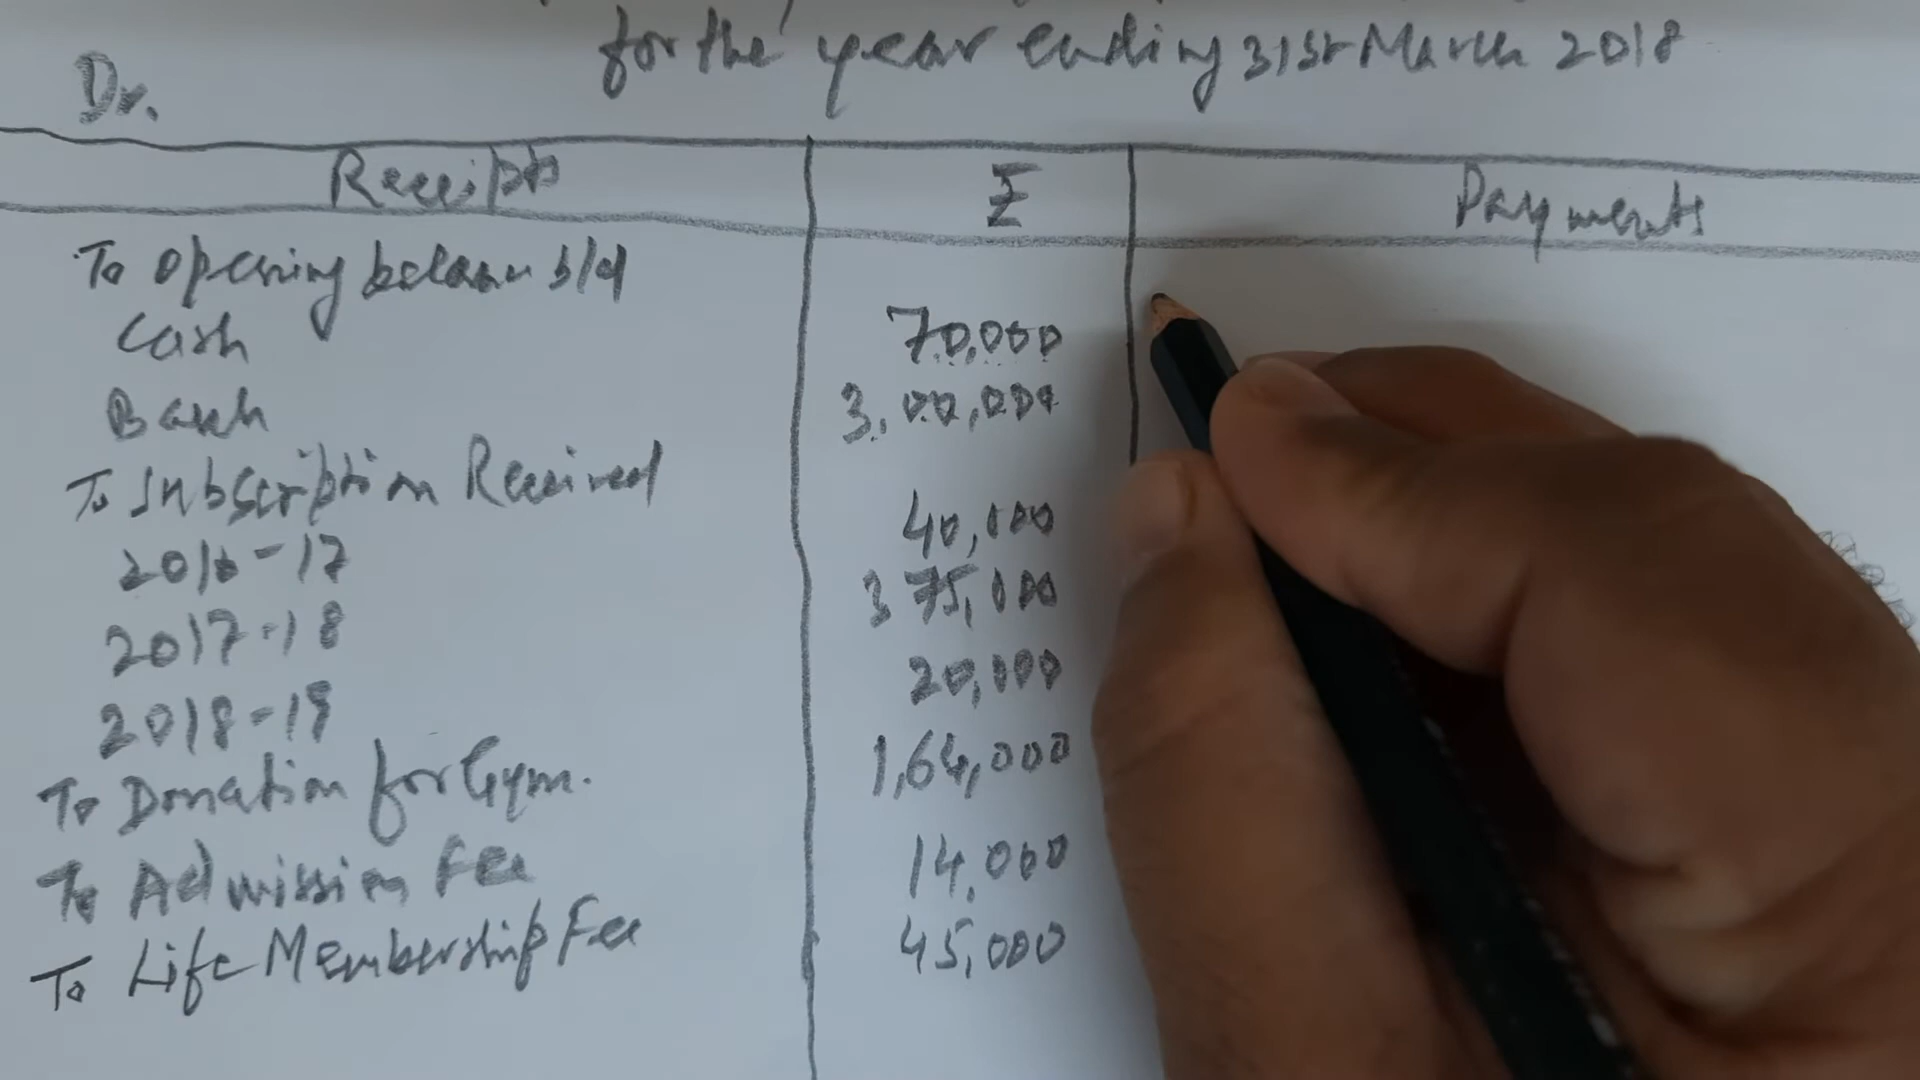 for the year ending 31st March 2018
Dr.
Receipts ₹ Payments
To opening balance b/d
Cash 70,000
Bank 3,00,000
To Subscription Received
2016-17 40,000
2017-18 375,000
2018-19 20,000
To Donation for Gym. 1,64,000
To Admission Fee 14,000
To Life Membership Fee 45,000